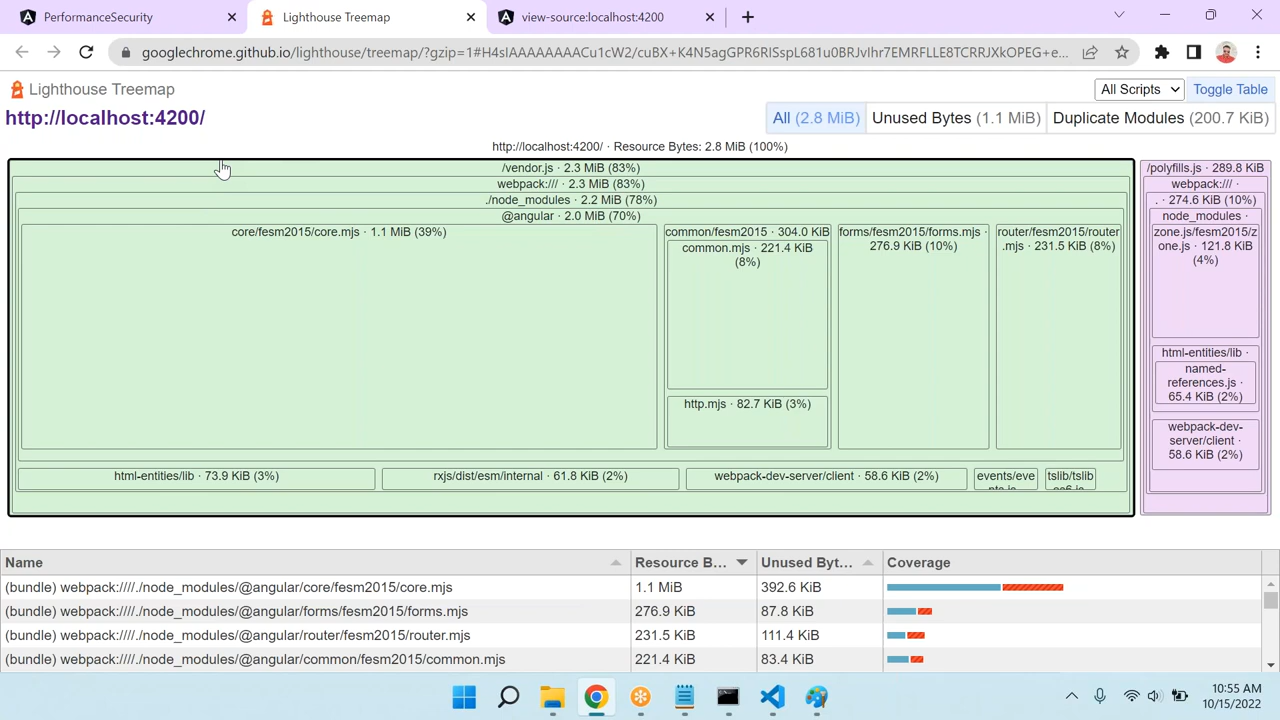 PerformanceSecurity
Lighthouse Treemap
view-source:localhost:4200
googlechrome.github.io/lighthouse/treemap/?gzip=1#H4sIAAAAAAAACu1cW2/cuBX+K4N5agGPR6RISspL681u0BRJvIhr7EMRFLLE8TCRRJXkOPEG+e...
Lighthouse Treemap
All Scripts
Toggle Table
http://localhost:4200/
All (2.8 MiB)
Unused Bytes (1.1 MiB)
Duplicate Modules (200.7 KiB)
http://localhost:4200/ · Resource Bytes: 2.8 MiB (100%)
/vendor.js · 2.3 MiB (83%)
webpack:/// · 2.3 MiB (83%)
./node_modules · 2.2 MiB (78%)
@angular · 2.0 MiB (70%)
core/fesm2015/core.mjs · 1.1 MiB (39%)
common/fesm2015 · 304.0 KiB
common.mjs · 221.4 KiB
(8%)
http.mjs · 82.7 KiB (3%)
forms/fesm2015/forms.mjs ·
276.9 KiB (10%)
router/fesm2015/router
.mjs · 231.5 KiB (8%)
html-entities/lib · 73.9 KiB (3%)
rxjs/dist/esm/internal · 61.8 KiB (2%)
webpack-dev-server/client · 58.6 KiB (2%)
events/eve
tslib/tslib
/polyfills.js · 289.8 KiB
webpack:/// ·
. · 274.6 KiB (10%)
node_modules ·
zone.js/fesm2015/z
one.js · 121.8 KiB
(4%)
html-entities/lib ·
named-
references.js ·
65.4 KiB (2%)
webpack-dev-
server/client ·
58.6 KiB (2%)
Name
Resource B...
Unused Byt...
Coverage
(bundle) webpack:////./node_modules/@angular/core/fesm2015/core.mjs
1.1 MiB
392.6 KiB
(bundle) webpack:////./node_modules/@angular/forms/fesm2015/forms.mjs
276.9 KiB
87.8 KiB
(bundle) webpack:////./node_modules/@angular/router/fesm2015/router.mjs
231.5 KiB
111.4 KiB
(bundle) webpack:////./node_modules/@angular/common/fesm2015/common.mjs
221.4 KiB
83.4 KiB
10:55 AM
10/15/2022